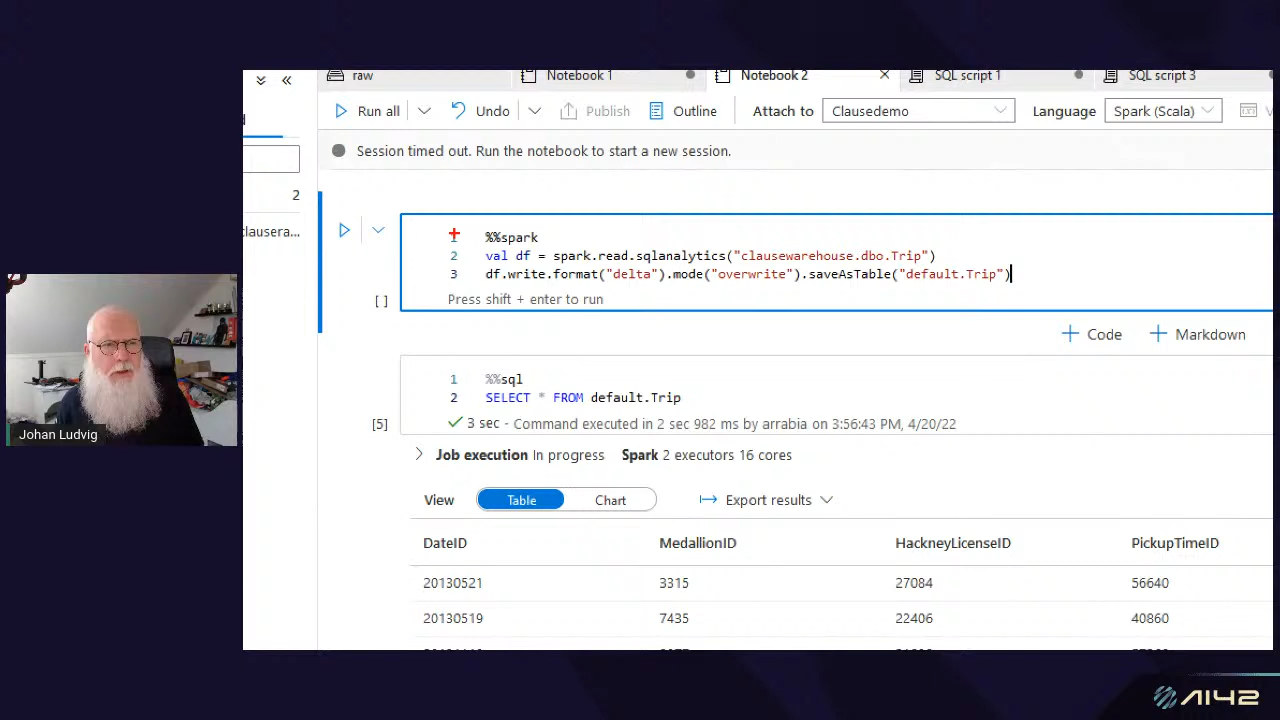 raw
Notebook 1
Notebook 2
SQL script 1
SQL script 3
Run all
Undo
Publish
Outline
Attach to
Clausedemo
Language
Spark (Scala)
Session timed out. Run the notebook to start a new session.
2
clausera...
1 %%spark
2 val df = spark.read.sqlanalytics("clausewarehouse.dbo.Trip")
3 df.write.format("delta").mode("overwrite").saveAsTable("default.Trip")
[ ]
Press shift + enter to run
+ Code
+ Markdown
1 %%sql
2 SELECT * FROM default.Trip
[5]
3 sec - Command executed in 2 sec 982 ms by arrabia on 3:56:43 PM, 4/20/22
Job execution In progress Spark 2 executors 16 cores
View Table Chart Export results
DateID MedallionID HackneyLicenseID PickupTimeID
20130521 3315 27084 56640
20130519 7435 22406 40860
Johan Ludvig
AI42